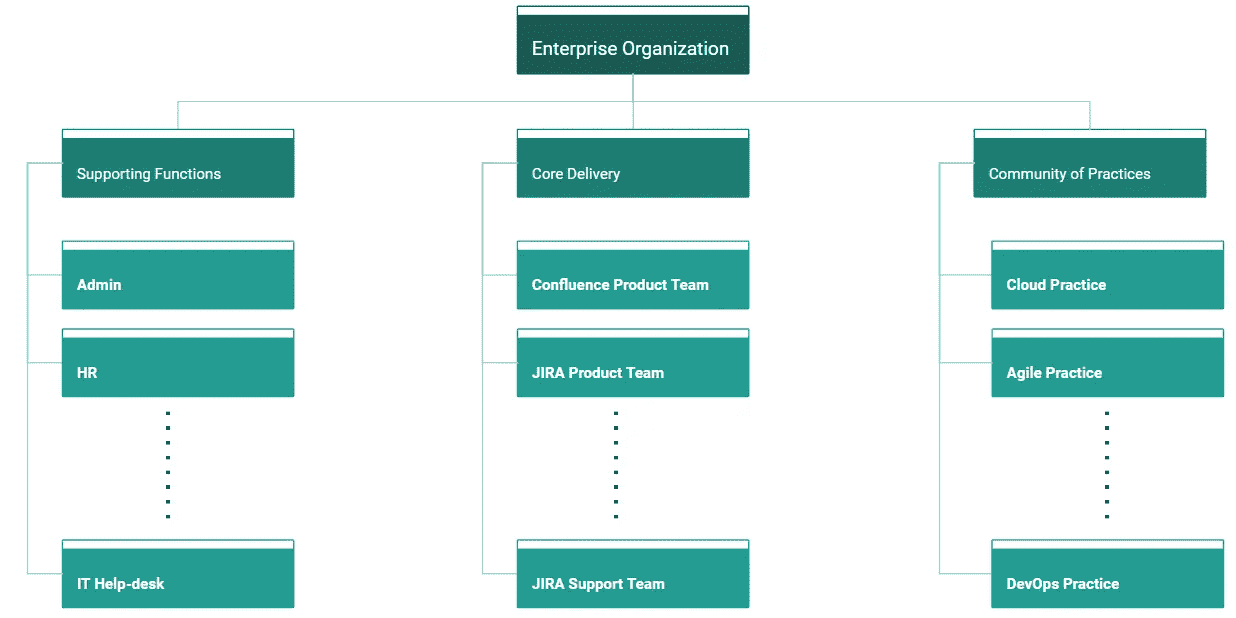 Enterprise Organization
Supporting Functions
Core Delivery
Community of Practices
Admin
Confluence Product Team
Cloud Practice
HR
JIRA Product Team
Agile Practice
IT Help-desk
JIRA Support Team
DevOps Practice